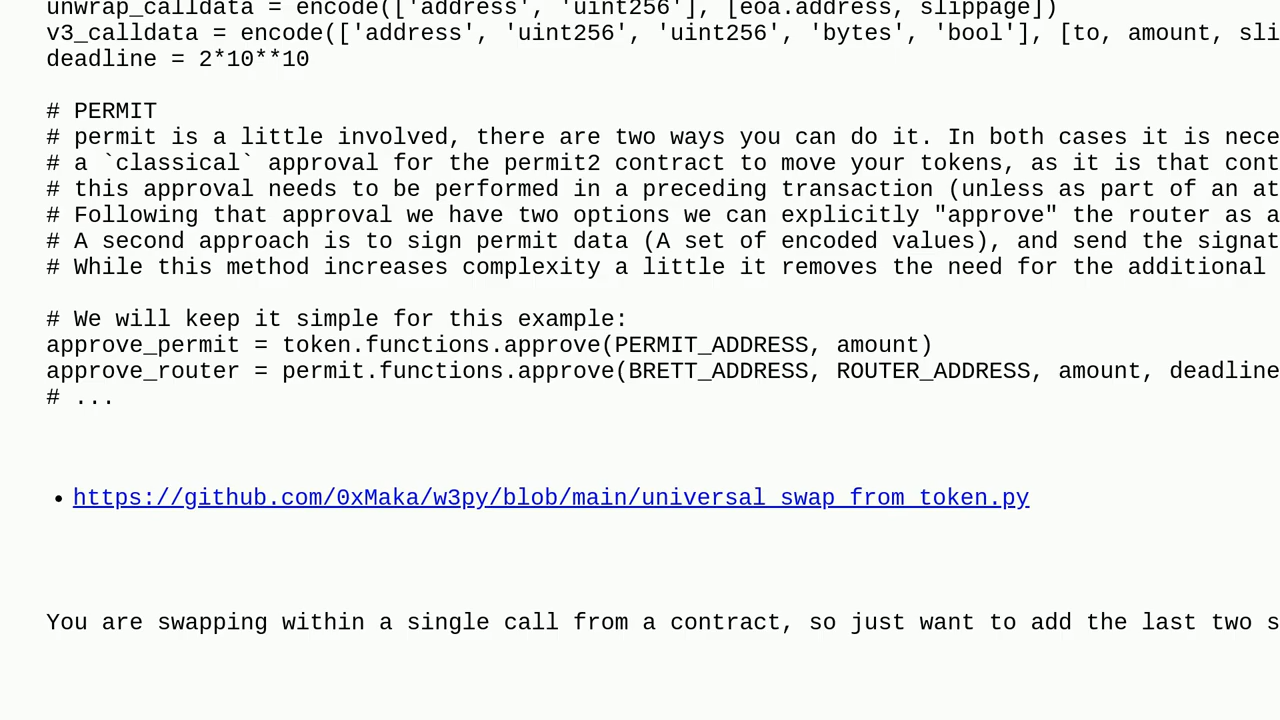 unwrap_calldata = encode(['address', 'uint256'], [eoa.address, slippage])
v3_calldata = encode(['address', 'uint256', 'uint256', 'bytes', 'bool'], [to, amount, sli
deadline = 2*10**10
# PERMIT
# permit is a little involved, there are two ways you can do it. In both cases it is nece
# a `classical` approval for the permit2 contract to move your tokens, as it is that cont
# this approval needs to be performed in a preceding transaction (unless as part of an at
# Following that approval we have two options we can explicitly "approve" the router as a
# A second approach is to sign permit data (A set of encoded values), and send the signat
# While this method increases complexity a little it removes the need for the additional
# We will keep it simple for this example:
approve_permit = token.functions.approve(PERMIT_ADDRESS, amount)
approve_router = permit.functions.approve(BRETT_ADDRESS, ROUTER_ADDRESS, amount, deadline
# ...
• https://github.com/0xMaka/w3py/blob/main/universal_swap_from_token.py
You are swapping within a single call from a contract, so just want to add the last two s